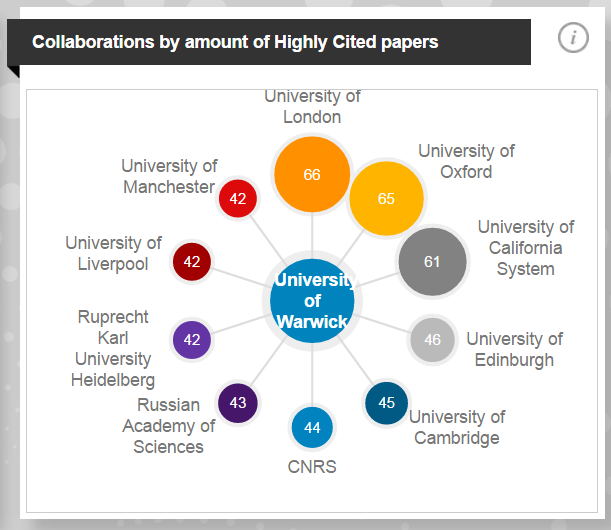 Collaborations by amount of Highly Cited papers
i
University of
London
66
University of
Oxford
65
University of
California
System
61
University of
Edinburgh
46
University of
Cambridge
45
CNRS
44
Russian
Academy of
Sciences
43
Ruprecht
Karl
University
Heidelberg
42
University of
Liverpool
42
University of
Manchester
42
University
of
Warwick